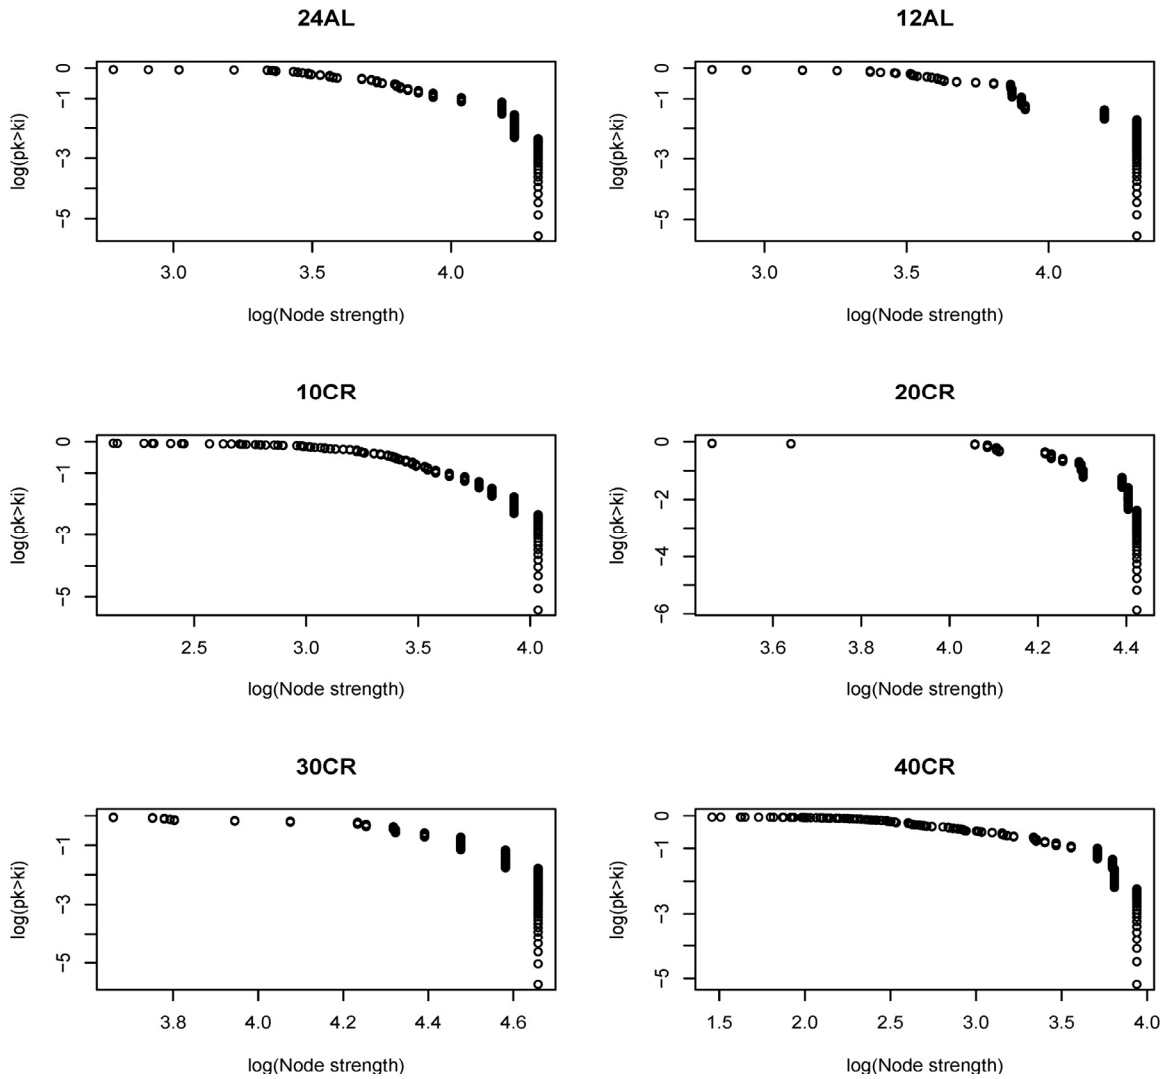 24AL
log(pk>ki)
0
−1
−3
−5
3.0 3.5 4.0
log(Node strength)
12AL
log(pk>ki)
0
−1
−3
−5
3.0 3.5 4.0
log(Node strength)
10CR
log(pk>ki)
0
−1
−3
−5
2.5 3.0 3.5 4.0
log(Node strength)
20CR
log(pk>ki)
0
−2
−4
−6
3.6 3.8 4.0 4.2 4.4
log(Node strength)
30CR
log(pk>ki)
−1
−3
−5
3.8 4.0 4.2 4.4 4.6
log(Node strength)
40CR
log(pk>ki)
0
−1
−3
−5
1.5 2.0 2.5 3.0 3.5 4.0
log(Node strength)